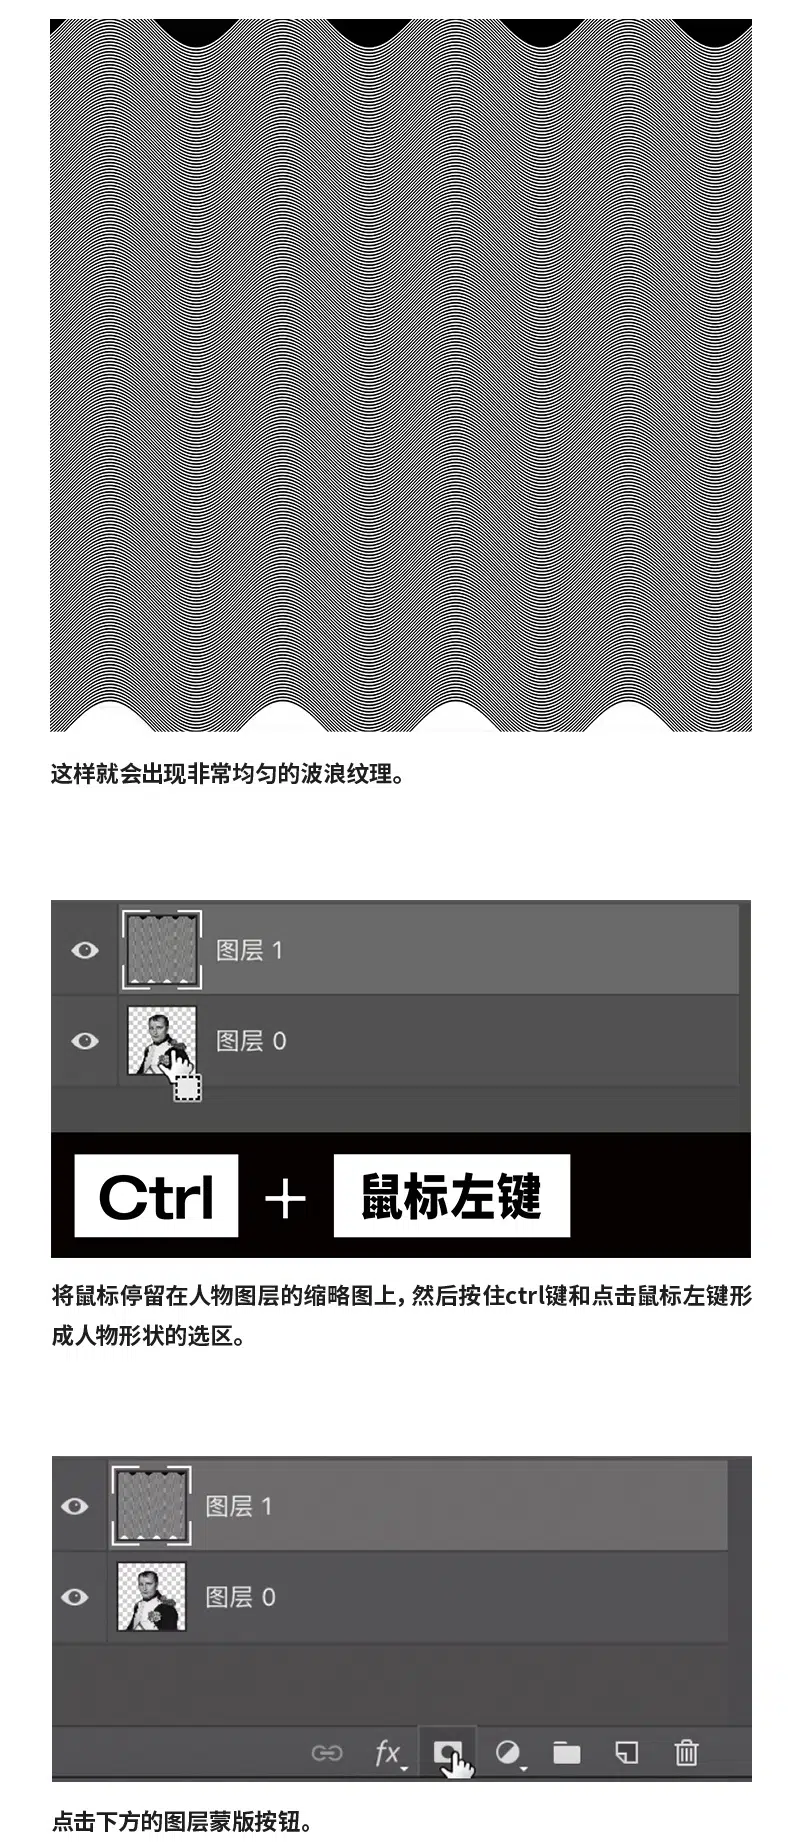 这样就会出现非常均匀的波浪纹理。
图层 1
图层 0
Ctrl + 鼠标左键
将鼠标停留在人物图层的缩略图上，然后按住ctrl键和点击鼠标左键形
成人物形状的选区。
图层 1
图层 0
fx
点击下方的图层蒙版按钮。